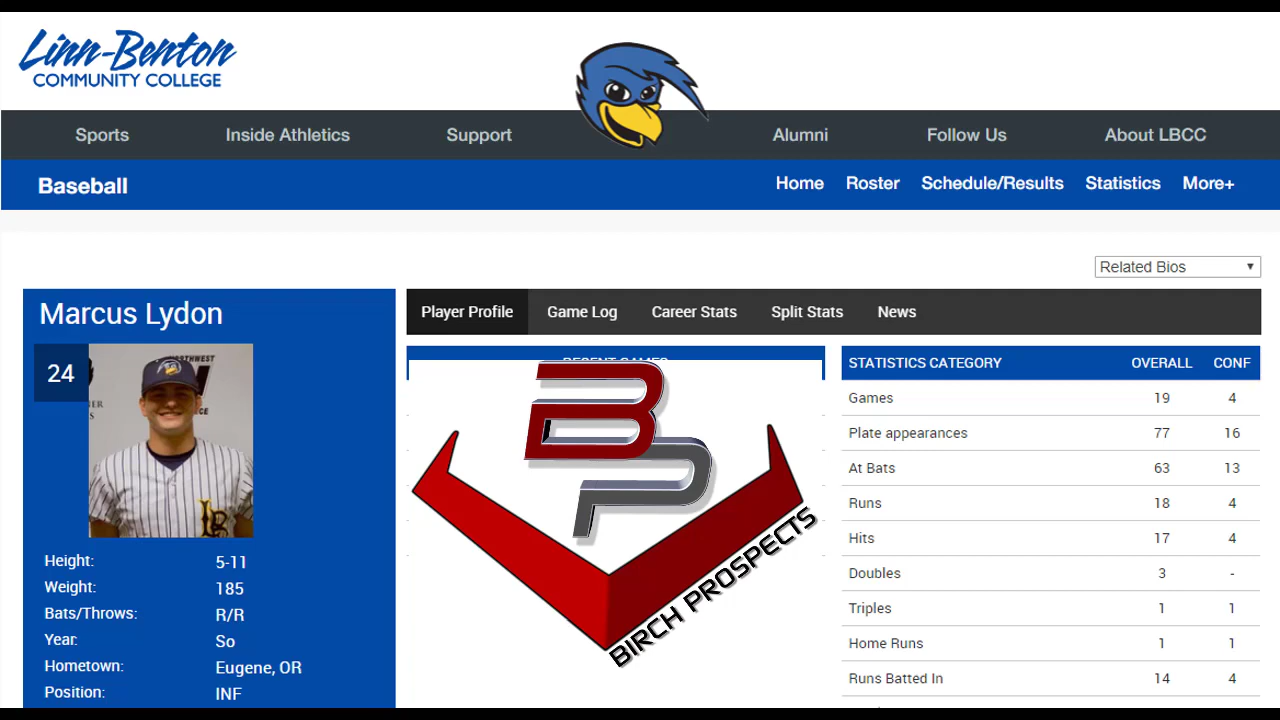 Linn-Benton
COMMUNITY COLLEGE
Sports Inside Athletics Support Alumni Follow Us About LBCC
Baseball Home Roster Schedule/Results Statistics More+
Related Bios
Marcus Lydon
Player Profile Game Log Career Stats Split Stats News
24
NORTHWEST
LB
Height: 5-11
Weight: 185
Bats/Throws: R/R
Year: So
Hometown: Eugene, OR
Position: INF
RECENT GAMES
BP
BIRCH PROSPECTS
STATISTICS CATEGORY OVERALL CONF
Games 19 4
Plate appearances 77 16
At Bats 63 13
Runs 18 4
Hits 17 4
Doubles 3 -
Triples 1 1
Home Runs 1 1
Runs Batted In 14 4